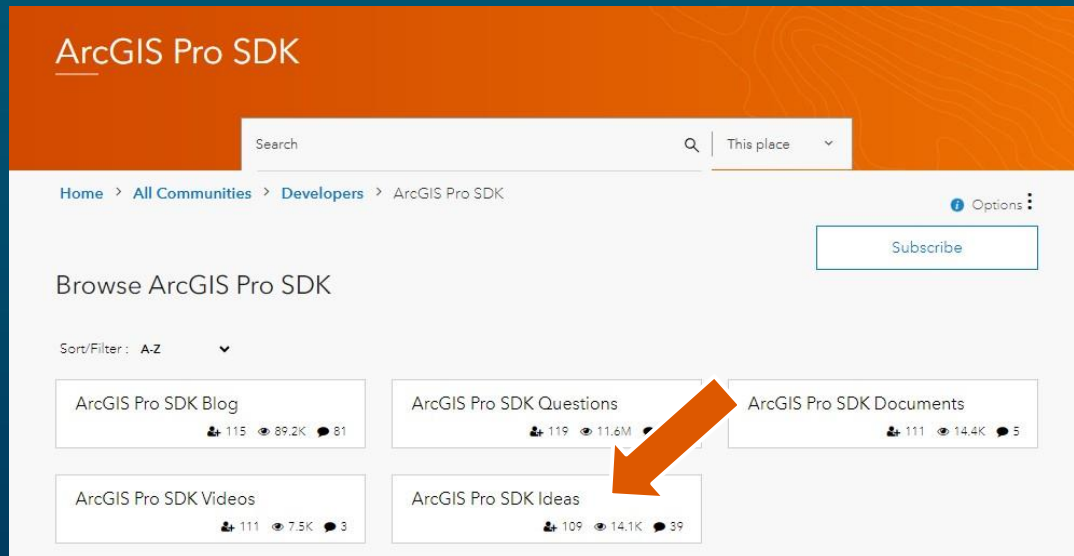 ArcGIS Pro SDK
Search This place
Home > All Communities > Developers > ArcGIS Pro SDK
Options
Subscribe
Browse ArcGIS Pro SDK
Sort/Filter : A-Z
ArcGIS Pro SDK Blog
115 89.2K 81
ArcGIS Pro SDK Questions
119 11.6M
ArcGIS Pro SDK Documents
111 14.4K 5
ArcGIS Pro SDK Videos
111 7.5K 3
ArcGIS Pro SDK Ideas
109 14.1K 39